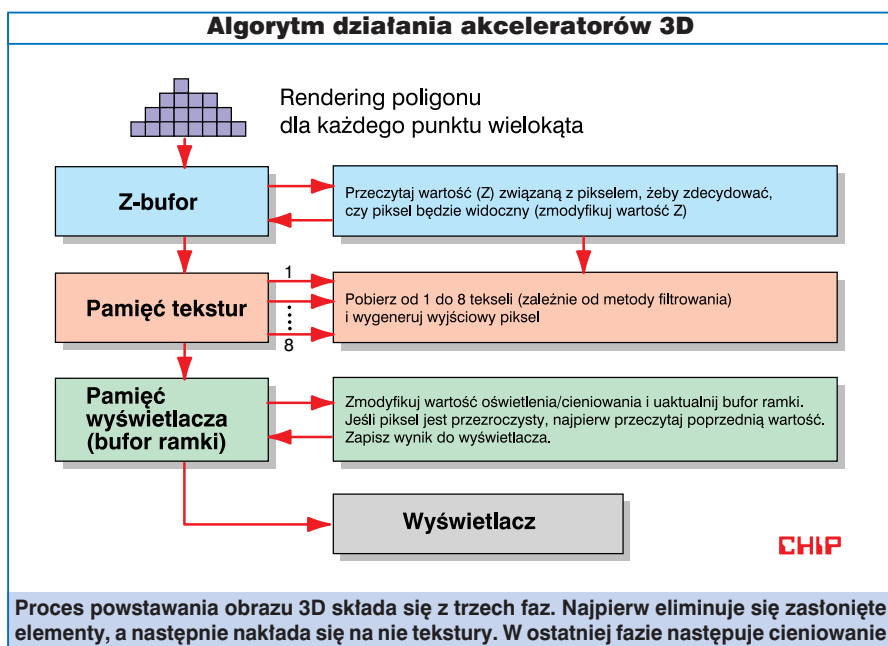 Algorytm działania akceleratorów 3D
Rendering poligonu
dla każdego punktu wielokąta
Z-bufor
Przeczytaj wartość (Z) związaną z pikselem, żeby zdecydować,
czy piksel będzie widoczny (zmodyfikuj wartość Z)
Pamięć tekstur
1
8
Pobierz od 1 do 8 tekseli (zależnie od metody filtrowania)
i wygeneruj wyjściowy piksel
Pamięć
wyświetlacza
(bufor ramki)
Zmodyfikuj wartość oświetlenia/cieniowania i uaktualnij bufor ramki.
Jeśli piksel jest przezroczysty, najpierw przeczytaj poprzednią wartość.
Zapisz wynik do wyświetlacza.
Wyświetlacz
CHIP
Proces powstawania obrazu 3D składa się z trzech faz. Najpierw eliminuje się zasłonięte
elementy, a następnie nakłada się na nie tekstury. W ostatniej fazie następuje cieniowanie